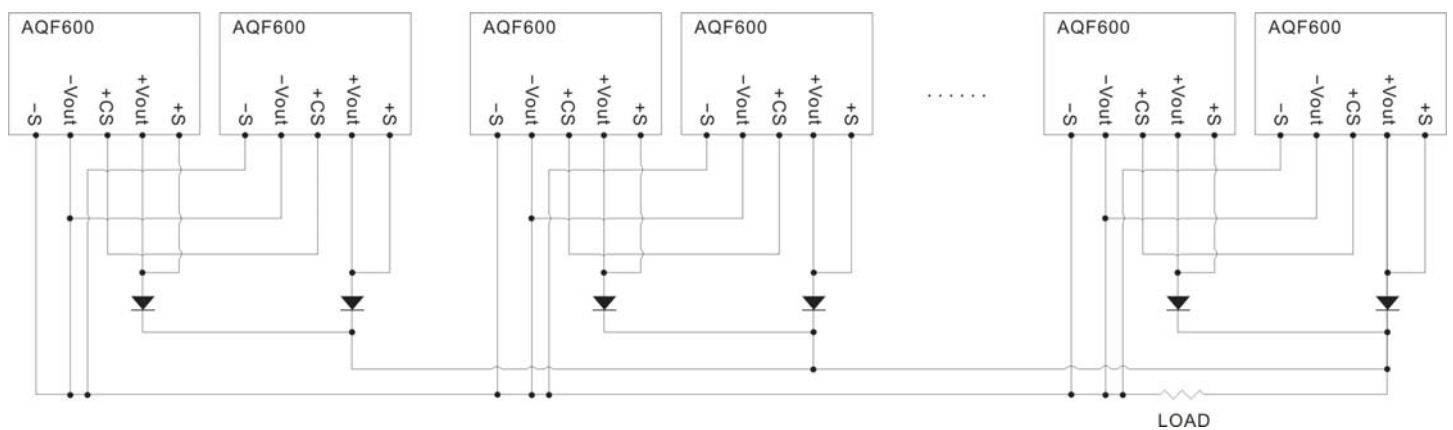 AQF600 AQF600 AQF600 AQF600 AQF600 AQF600
-S -Vout +CS +Vout +S -S -Vout +CS +Vout +S -S -Vout +CS +Vout +S -S -Vout +CS +Vout +S -S -Vout +CS +Vout +S -S -Vout +CS +Vout +S
......
LOAD